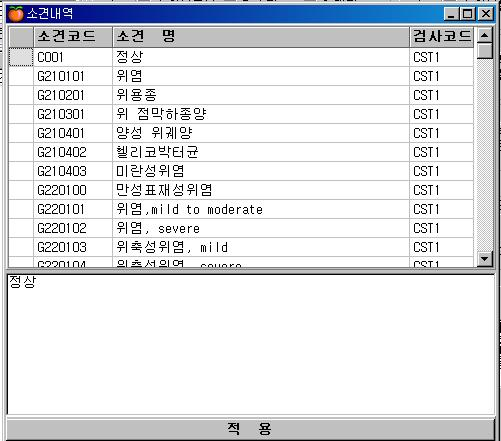 소견내역
소견코드 소견 명 검사코드
C001 정상 CST1
G210101 위염 CST1
G210201 위용종 CST1
G210301 위 점막하종양 CST1
G210401 양성 위궤양 CST1
G210402 헬리코박터균 CST1
G210403 미란성위염 CST1
G220100 만성표재성위염 CST1
G220101 위염,mild to moderate CST1
G220102 위염, severe CST1
G220103 위축성위염, mild CST1
G220104 위축성위염, severe CST1
정상
적 용